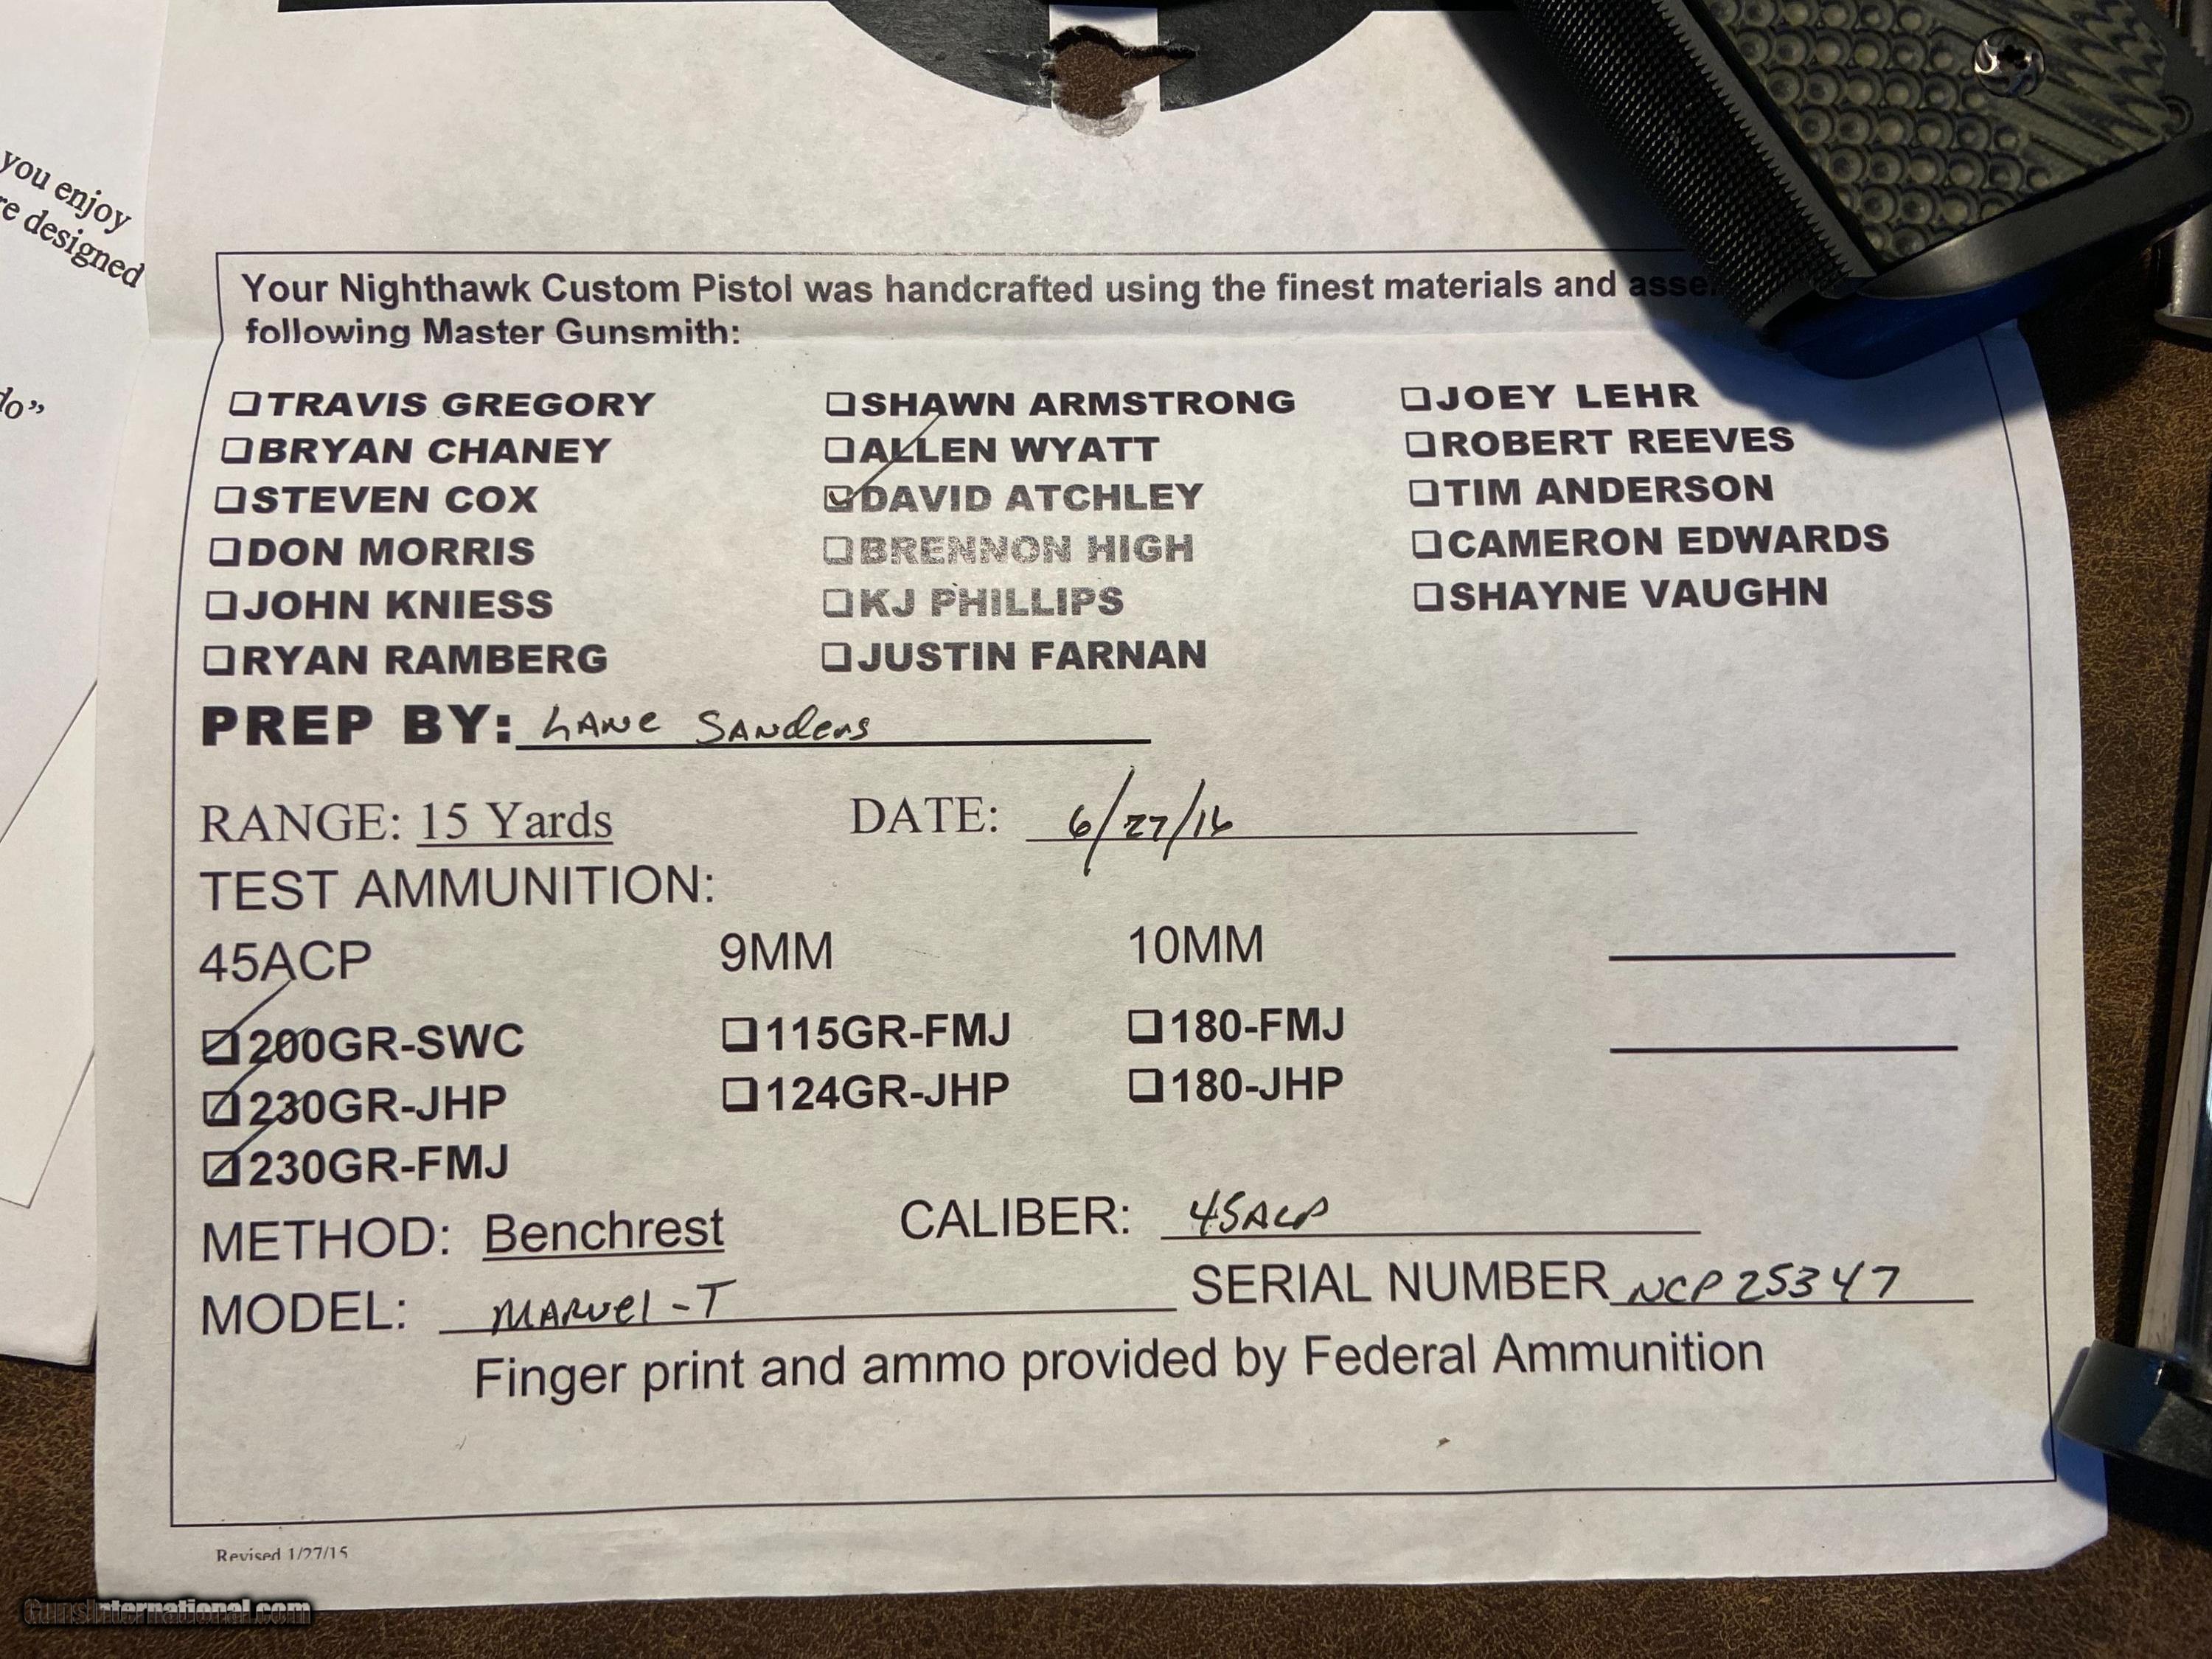 you enjoy
re designed
do”
Your Nighthawk Custom Pistol was handcrafted using the finest materials and
following Master Gunsmith:
❑TRAVIS GREGORY ❑SHAWN ARMSTRONG ❑JOEY LEHR
❑BRYAN CHANEY ❑ALLEN WYATT ❑ROBERT REEVES
❑STEVEN COX ☑DAVID ATCHLEY ❑TIM ANDERSON
❑DON MORRIS ❑BRENNON HIGH ❑CAMERON EDWARDS
❑JOHN KNIESS ❑KJ PHILLIPS ❑SHAYNE VAUGHN
❑RYAN RAMBERG ❑JUSTIN FARNAN
PREP BY: LANE SANders
RANGE: 15 Yards DATE: 6/27/16
TEST AMMUNITION:
45ACP 9MM 10MM
☑200GR-SWC ❑115GR-FMJ ❑180-FMJ
☑230GR-JHP ❑124GR-JHP ❑180-JHP
☑230GR-FMJ
METHOD: Benchrest CALIBER: 45ACP
MODEL: MARvel-T SERIAL NUMBER NCP25347
Finger print and ammo provided by Federal Ammunition
Revised 1/27/15
GunsInternational.com